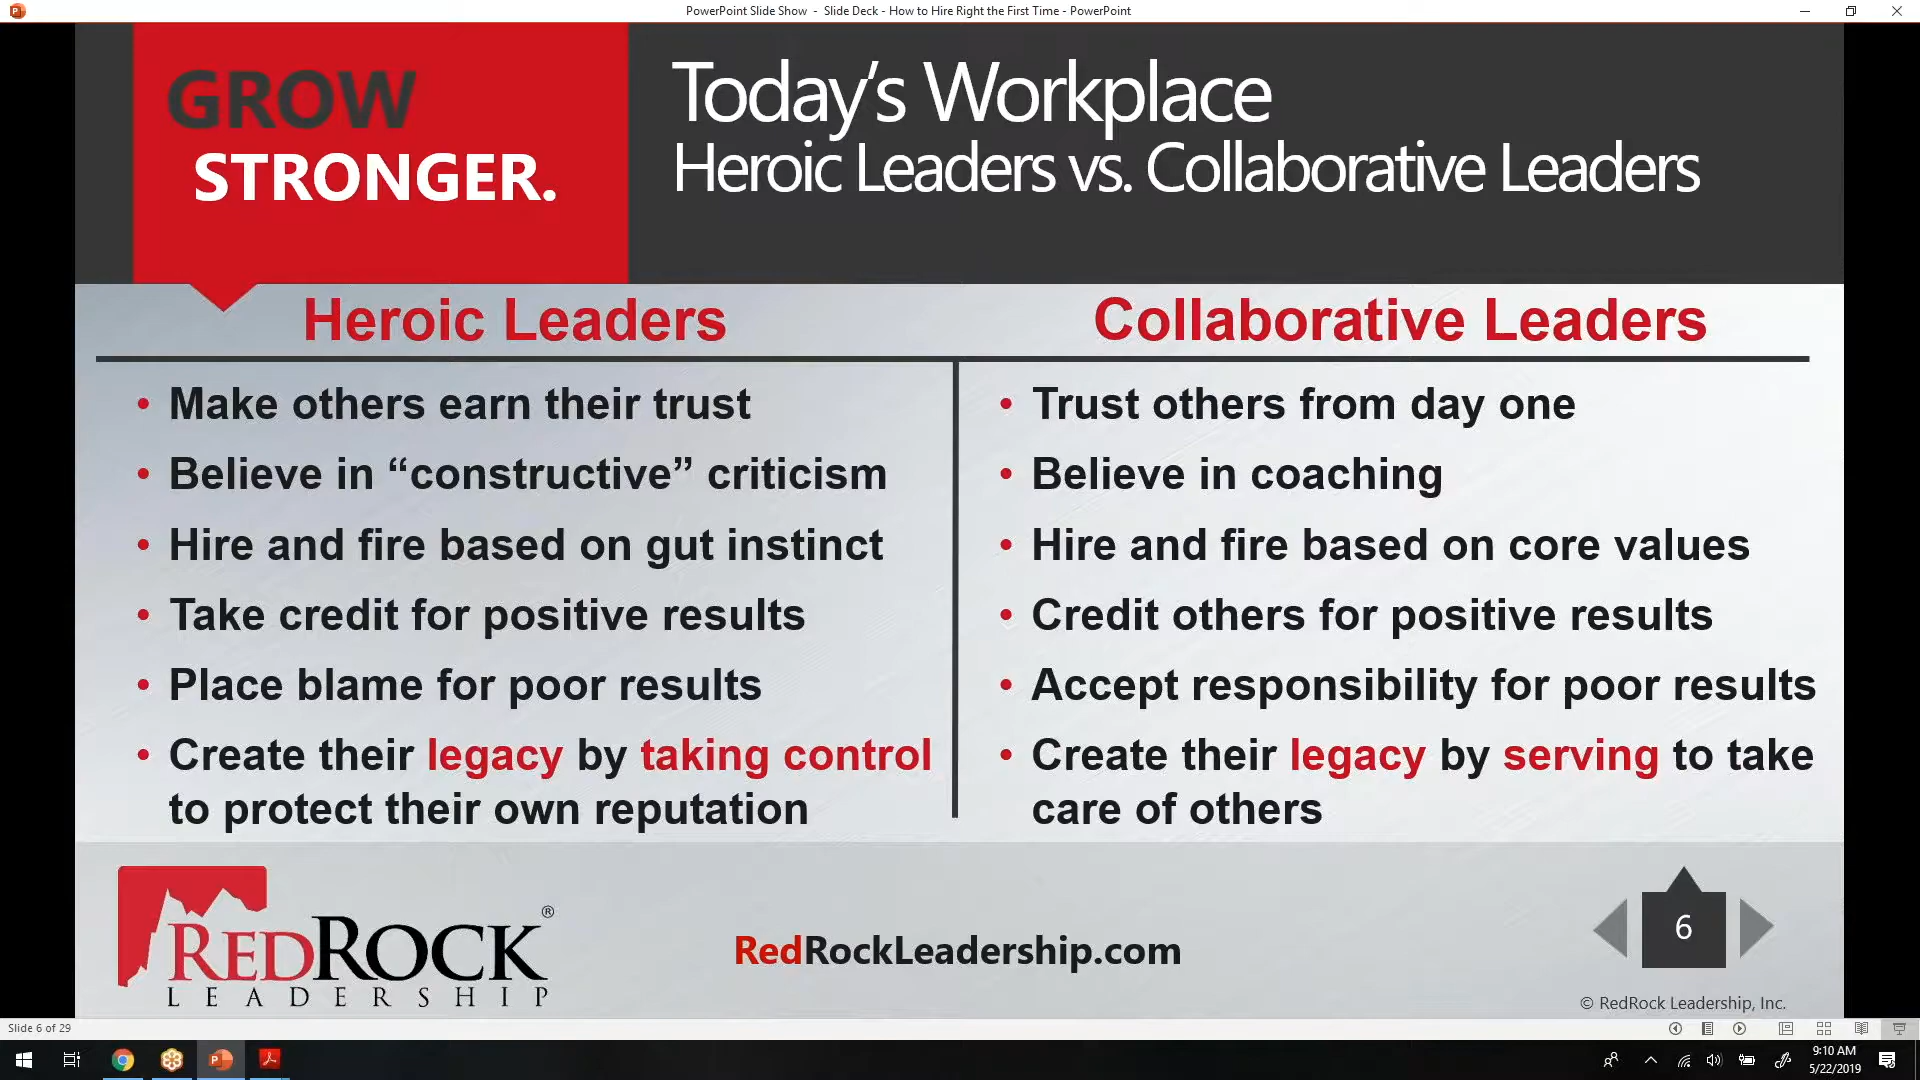 PowerPoint Slide Show - Slide Deck - How to Hire Right the First Time - PowerPoint
GROW
STRONGER.
Today's Workplace
Heroic Leaders vs. Collaborative Leaders
Heroic Leaders
• Make others earn their trust
• Believe in “constructive” criticism
• Hire and fire based on gut instinct
• Take credit for positive results
• Place blame for poor results
• Create their legacy by taking control
to protect their own reputation
Collaborative Leaders
• Trust others from day one
• Believe in coaching
• Hire and fire based on core values
• Credit others for positive results
• Accept responsibility for poor results
• Create their legacy by serving to take
care of others
REDROCK®
LEADERSHIP
RedRockLeadership.com
6
© RedRock Leadership, Inc.
Slide 6 of 29
9:10 AM
5/22/2019